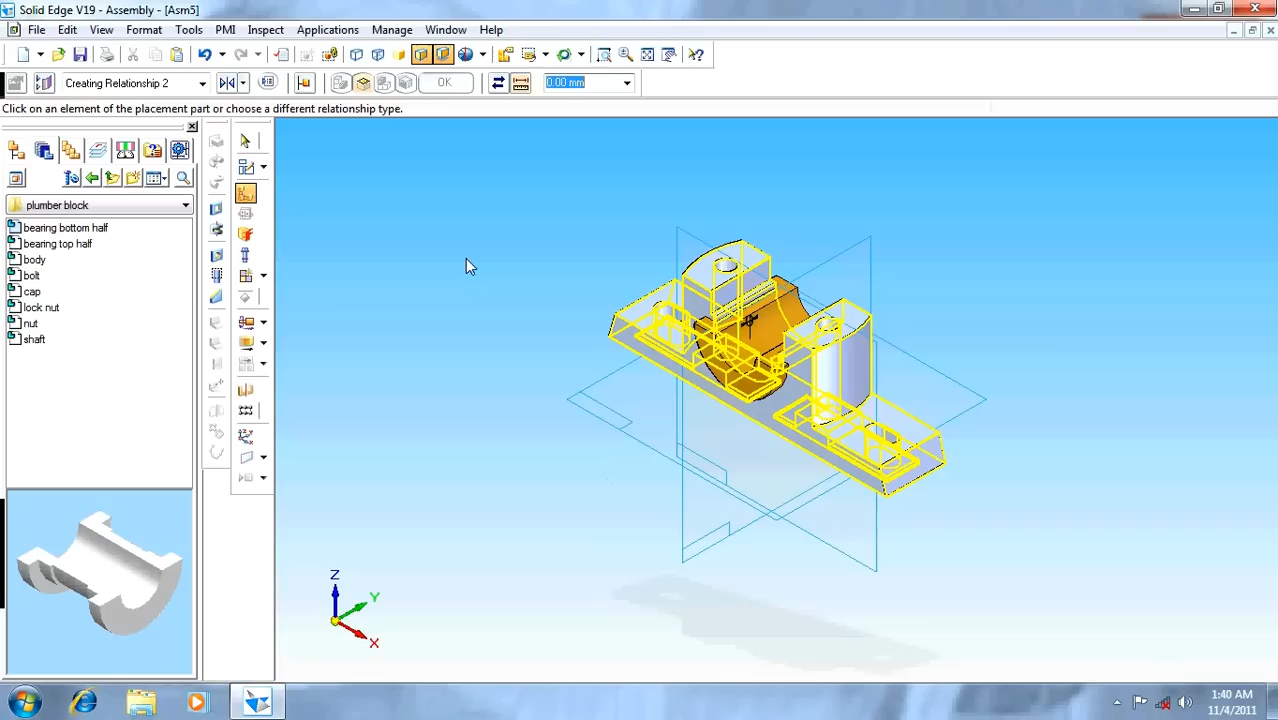 Solid Edge V19 - Assembly - [Asm5]
File Edit View Format Tools PMI Inspect Applications Manage Window Help
Creating Relationship 2 OK 0.00 mm
Click on an element of the placement part or choose a different relationship type.
plumber block
bearing bottom half
bearing top half
body
bolt
cap
lock nut
nut
shaft
Z
Y
X
1:40 AM
11/4/2011